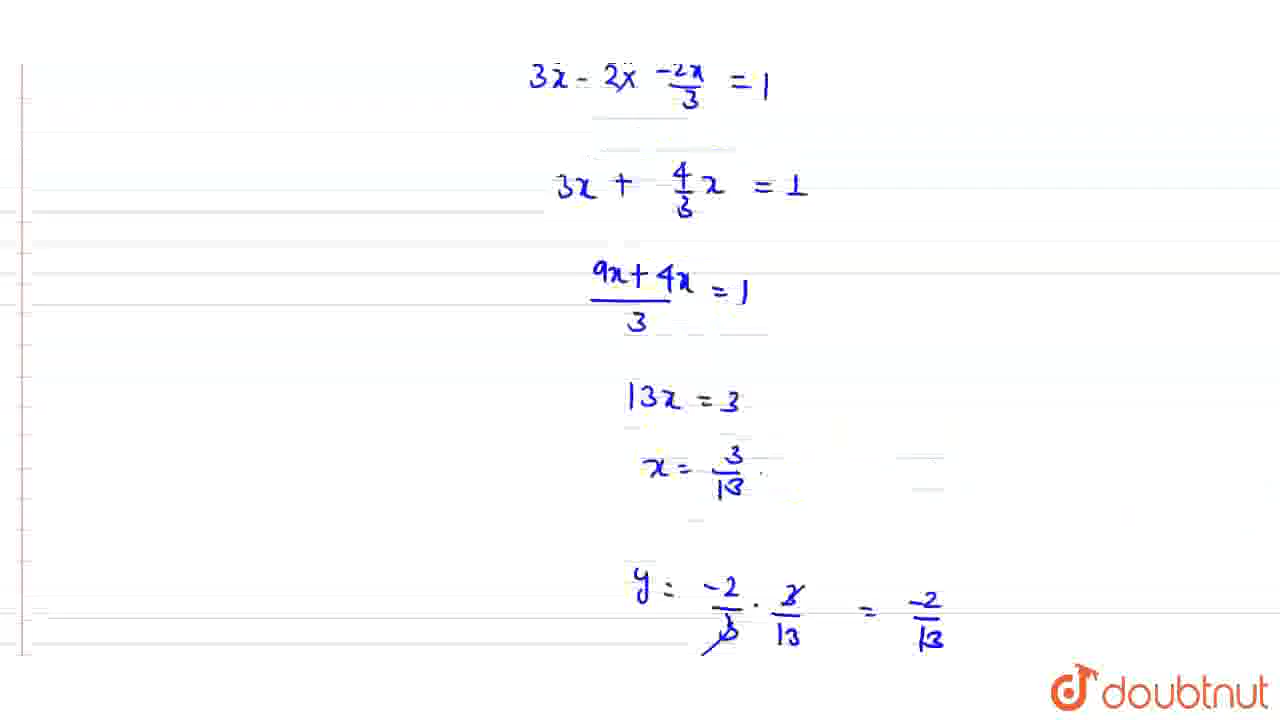 3x - 2x -2x/3 = 1
3x + 4/3 x = 1
9x + 4x/3 = 1
13x = 3
x = 3/13 .
y = -2/3 . 3/13 = -2/13
doubtnut